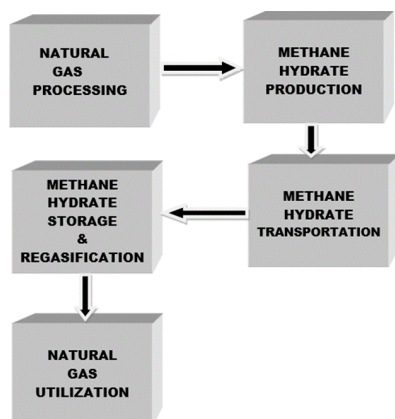 NATURAL
GAS
PROCESSING
METHANE
HYDRATE
PRODUCTION
METHANE
HYDRATE
TRANSPORTATION
METHANE
HYDRATE
STORAGE
&
REGASIFICATION
NATURAL
GAS
UTILIZATION